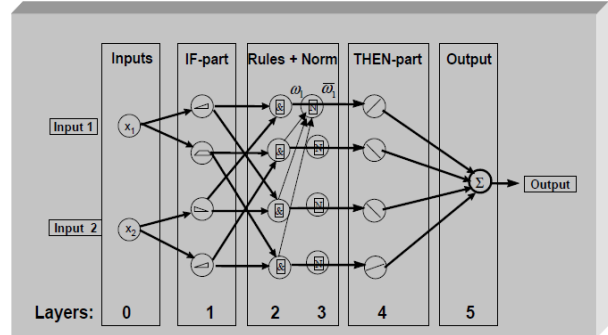 Inputs IF-part Rules + Norm THEN-part Output
ω₁ ω̅₁
& N
Input 1 x₁
& N
Σ Output
Input 2 x₂
& N
& N
Layers: 0 1 2 3 4 5